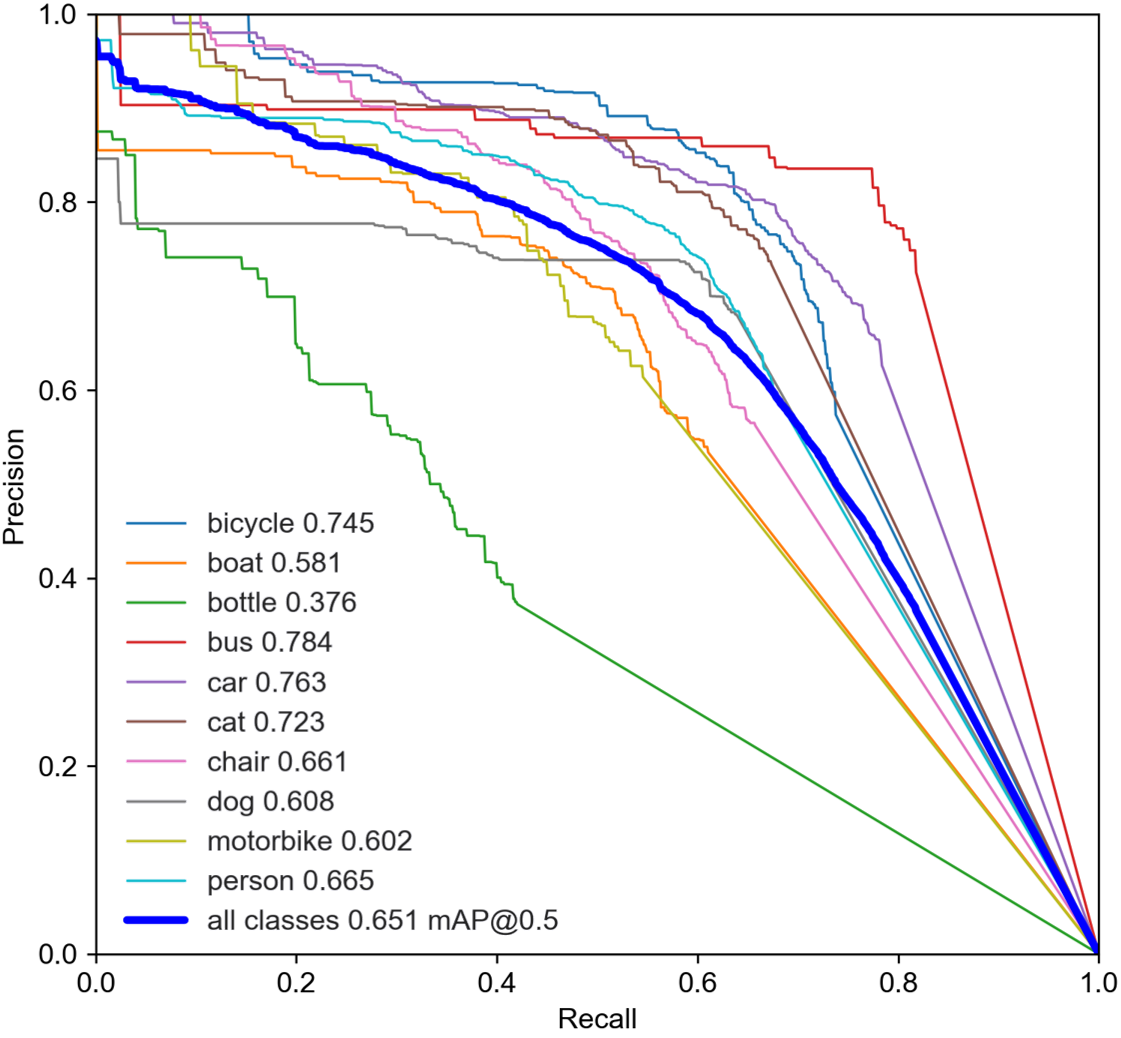 1.0
0.8
0.6
0.4
0.2
0.0
Precision
bicycle 0.745
boat 0.581
bottle 0.376
bus 0.784
car 0.763
cat 0.723
chair 0.661
dog 0.608
motorbike 0.602
person 0.665
all classes 0.651 mAP@0.5
0.0 0.2 0.4 0.6 0.8 1.0
Recall